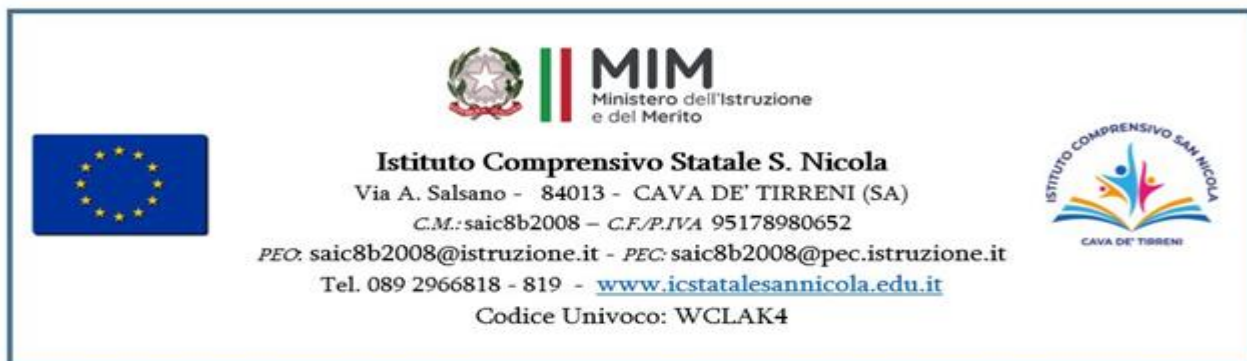 MIM
Ministero dell'Istruzione
e del Merito
Istituto Comprensivo Statale S. Nicola
Via A. Salsano - 84013 - CAVA DE' TIRRENI (SA)
C.M.: saic8b2008 – C.F./P.IVA 95178980652
PEO: saic8b2008@istruzione.it - PEC: saic8b2008@pec.istruzione.it
Tel. 089 2966818 - 819 - www.icstatalesannicola.edu.it
Codice Univoco: WCLAK4
ISTITUTO COMPRENSIVO SAN NICOLA
CAVA DE' TIRRENI